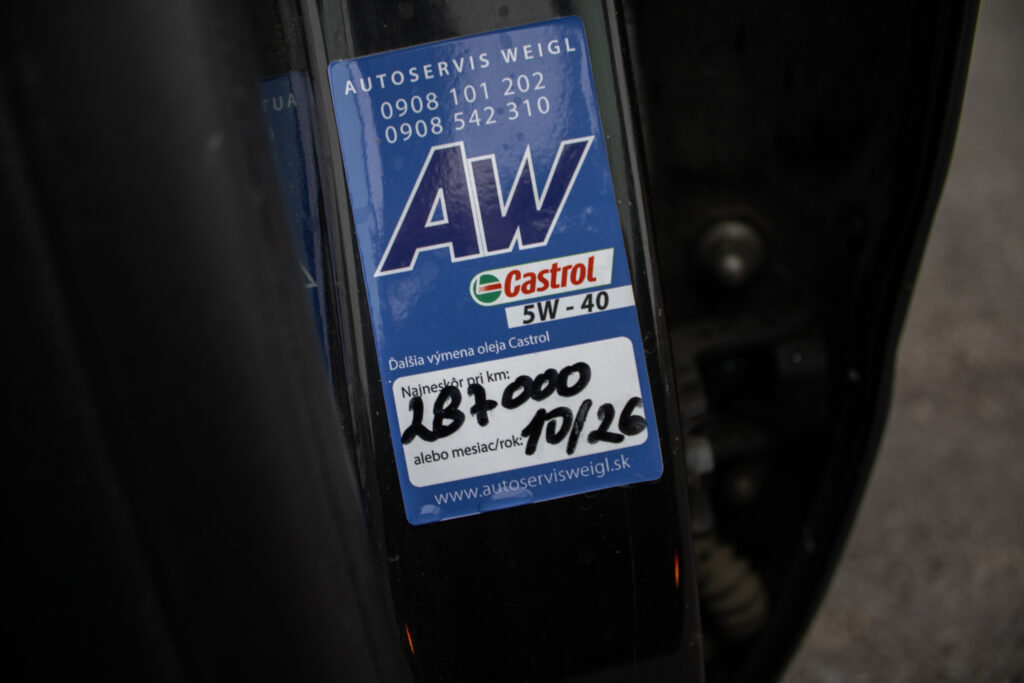 AUTOSERVIS WEIGL
0908 101 202
0908 542 310
AW
Castrol
5W - 40
Ďalšia výmena oleja Castrol
Najneskôr pri km:
287000
alebo mesiac/rok: 10/26
www.autoservisweigl.sk
TUA